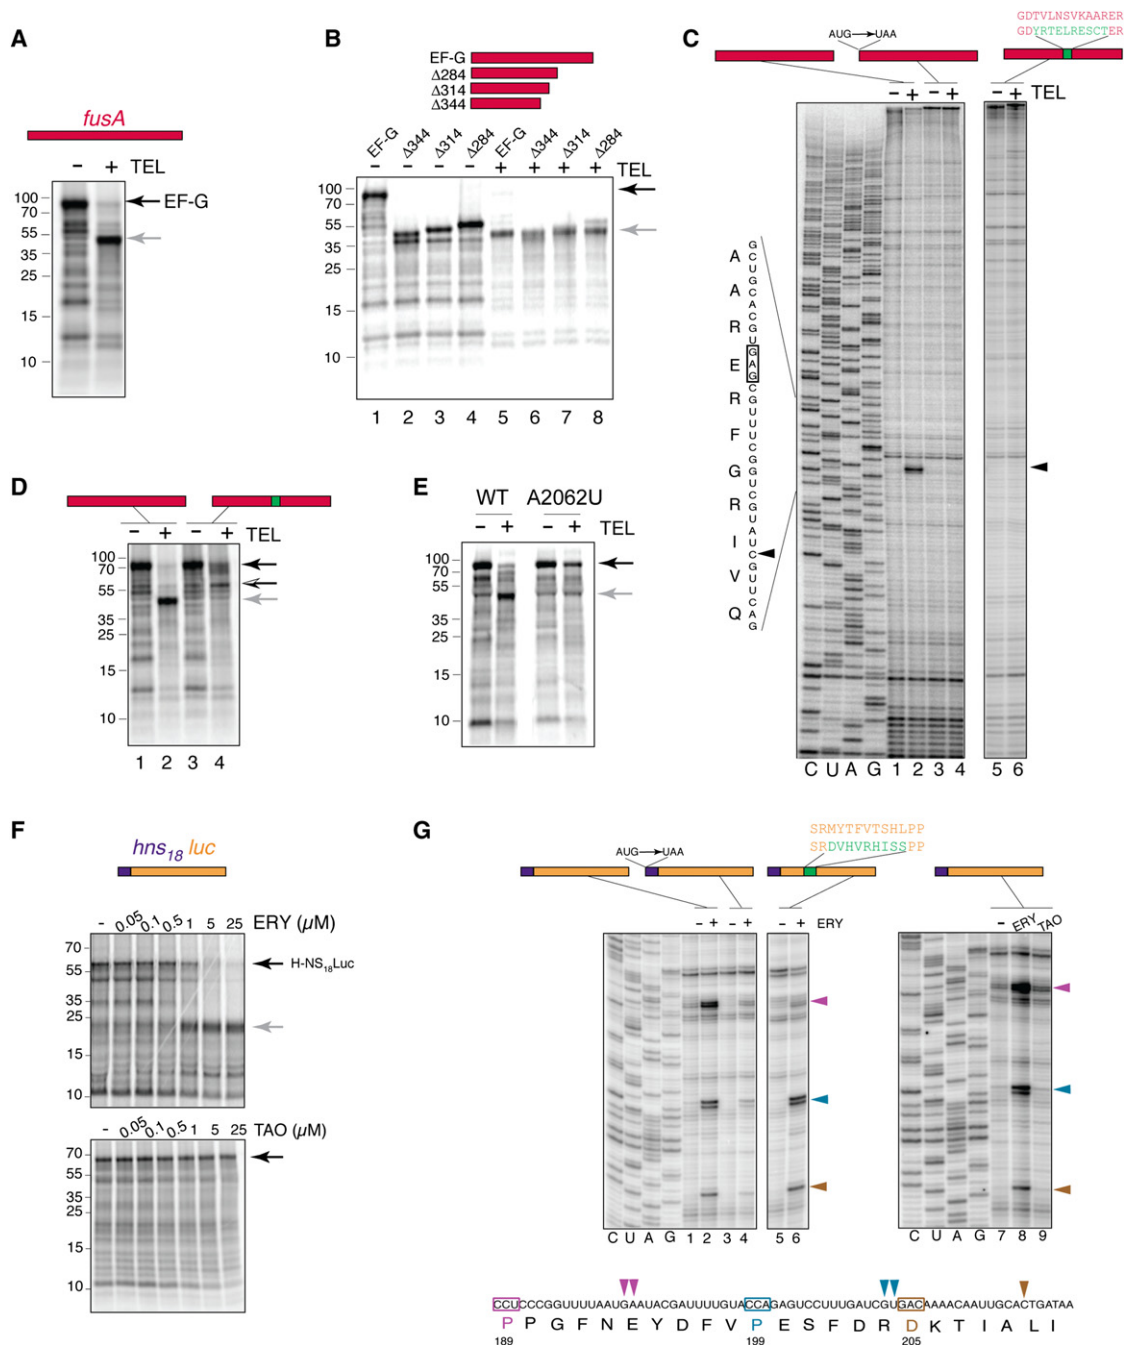 A
fusA
− + TEL
100
70
55
35
25
15
10
EF-G
B
EF-G
Δ284
Δ314
Δ344
EF-G Δ344 Δ314 Δ284 EF-G Δ344 Δ314 Δ284
− − − − + + + + TEL
100
70
55
35
25
15
10
1 2 3 4 5 6 7 8
C
GDTVLNSVKAARER
GDYRTELRESCTER
AUG→UAA
− + − + − + TEL
A
A
R
E
R
F
G
R
I
V
Q
G
C
U
G
C
A
C
G
U
G
A
G
C
G
U
U
U
C
G
G
U
C
G
U
A
U
C
G
U
U
C
A
G
C U A G 1 2 3 4 5 6
D
− + − + TEL
100
70
55
35
25
15
10
1 2 3 4
E
WT A2062U
− + − + TEL
100
70
55
35
25
15
10
F
hns18 luc
- 0.05 0.1 0.5 1 5 25 ERY (μM)
70
55
35
25
15
10
H-NS18Luc
- 0.05 0.1 0.5 1 5 25 TAO (μM)
70
55
35
25
15
10
G
SRMYTFVTSHLPP
SRDVHVRHISSPP
AUG→UAA
− + − + − + ERY
− ERY TAO
C U A G 1 2 3 4 5 6
C U A G 7 8 9
CCUCCCGGUUUUAAUGAAUACGAUUUUGUACCAGAGUCCUUUGAUCGUGACAAAACAAUUGCACTGATAA
P P G F N E Y D F V P E S F D R D K T I A L I
189 199 205